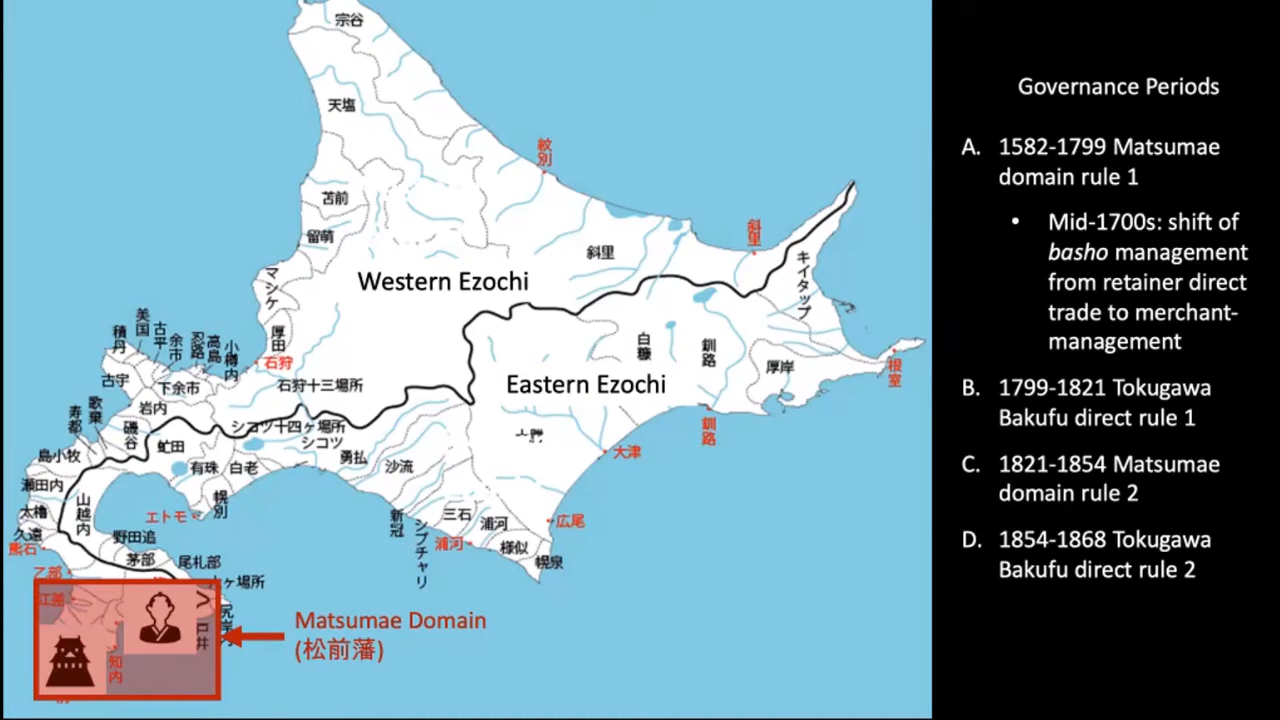 宗谷
天塩
苫前
留萌
マシケ
厚田
石狩
紋別
斜里
斜里
キイタップ
Western Ezochi
Eastern Ezochi
白糠
釧路
厚岸
根室
釧路
大津
広尾
石狩十三場所
小樽内
高島
余市
古平
美国
積丹
古宇
下余市
岩内
歌棄
寿都
磯谷
島小牧
瀬田内
太櫓
久遠
熊石
乙部
江差
虻田
有珠
白老
幌別
エトモ
シコツ十四ヶ場所
シコツ
勇払
沙流
新冠
シブチャリ
三石
浦河
浦河
様似
幌泉
山越内
野田追
茅部
尾札部
ヶ場所
戸井
知内
Matsumae Domain
(松前藩)
Governance Periods
A. 1582-1799 Matsumae
domain rule 1
• Mid-1700s: shift of
basho management
from retainer direct
trade to merchant-
management
B. 1799-1821 Tokugawa
Bakufu direct rule 1
C. 1821-1854 Matsumae
domain rule 2
D. 1854-1868 Tokugawa
Bakufu direct rule 2